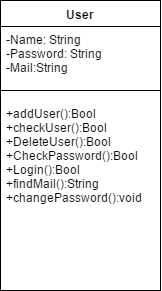 User
-Name: String
-Password: String
-Mail:String
+addUser():Bool
+checkUser():Bool
+DeleteUser():Bool
+CheckPassword():Bool
+Login():Bool
+findMail():String
+changePassword():void